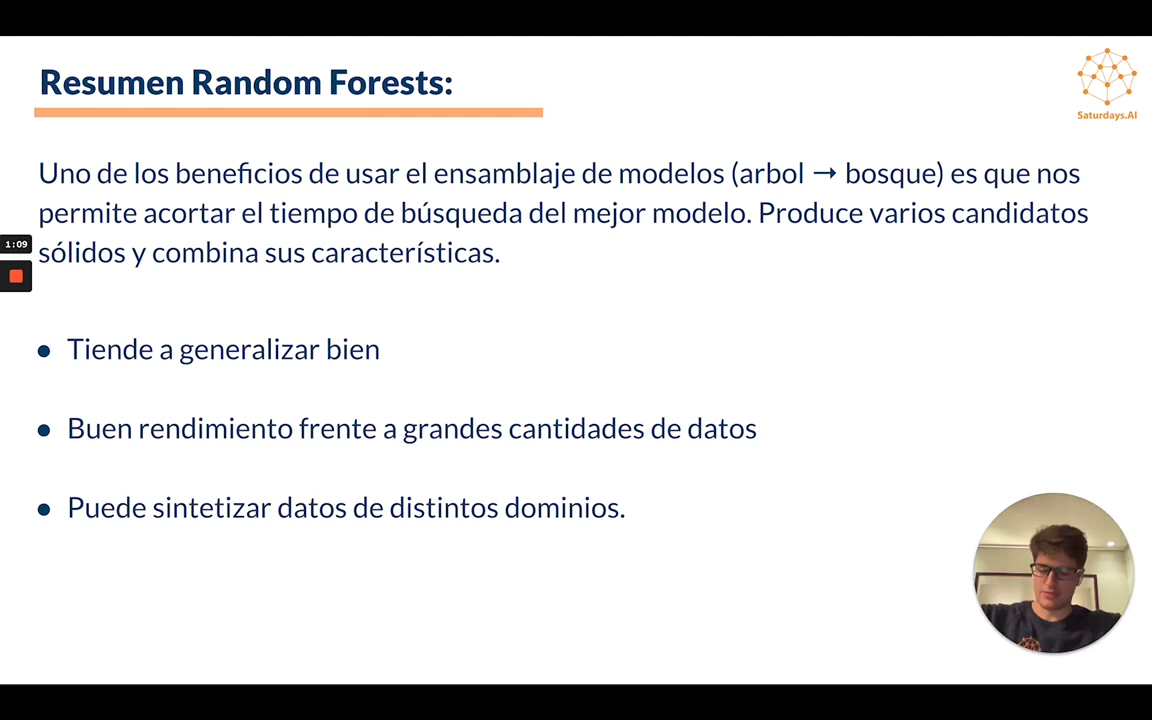 Resumen Random Forests:
Saturdays.AI
Uno de los beneficios de usar el ensamblaje de modelos (arbol → bosque) es que nos
permite acortar el tiempo de búsqueda del mejor modelo. Produce varios candidatos
1:09
sólidos y combina sus características.
● Tiende a generalizar bien
● Buen rendimiento frente a grandes cantidades de datos
● Puede sintetizar datos de distintos dominios.